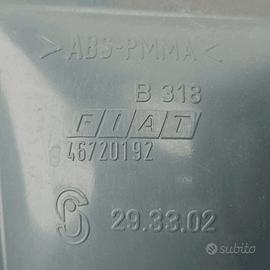 >ABS-PMMA<
B 318
FIAT
46720192
29.33.02
subito